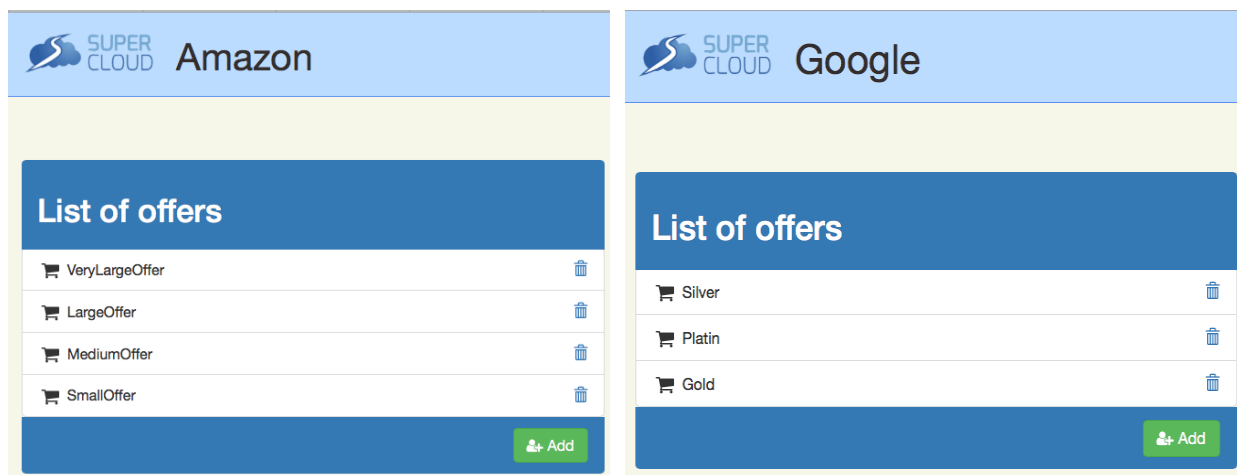 SUPER
CLOUD
Amazon
List of offers
VeryLargeOffer
LargeOffer
MediumOffer
SmallOffer
Add
SUPER
CLOUD
Google
List of offers
Silver
Platin
Gold
Add